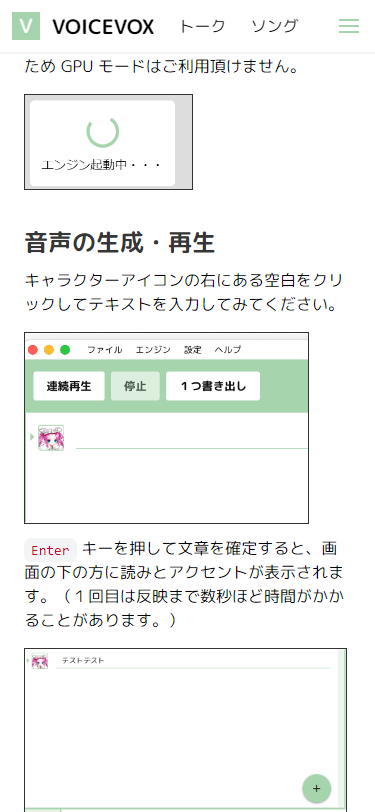 V VOICEVOX トーク ソング
ため GPU モードはご利用頂けません。
エンジン起動中・・・
音声の生成・再生
キャラクターアイコンの右にある空白をクリ
ックしてテキストを入力してみてください。
ファイル エンジン 設定 ヘルプ
連続再生 停止 １つ書き出し
Enter キーを押して文章を確定すると、画
面の下の方に読みとアクセントが表示されま
す。（１回目は反映まで数秒ほど時間がかか
ることがあります。）
テストテスト
+